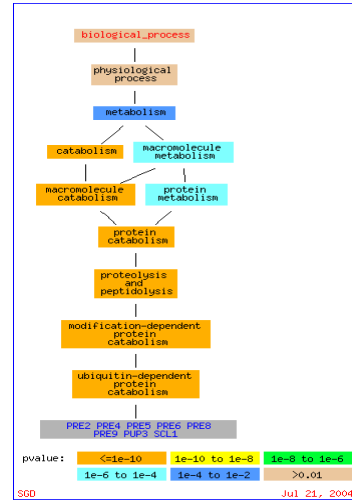 biological_process
physiological
process
metabolism
catabolism
macromolecule
metabolism
macromolecule
catabolism
protein
metabolism
protein
catabolism
proteolysis
and
peptidolysis
modification-dependent
protein
catabolism
ubiquitin-dependent
protein
catabolism
PRE2 PRE4 PRE5 PRE6 PRE8
PRE9 PUP3 SCL1
pvalue: <=1e-10 1e-10 to 1e-8 1e-8 to 1e-6
1e-6 to 1e-4 1e-4 to 1e-2 >0.01
SGD Jul 21, 2004